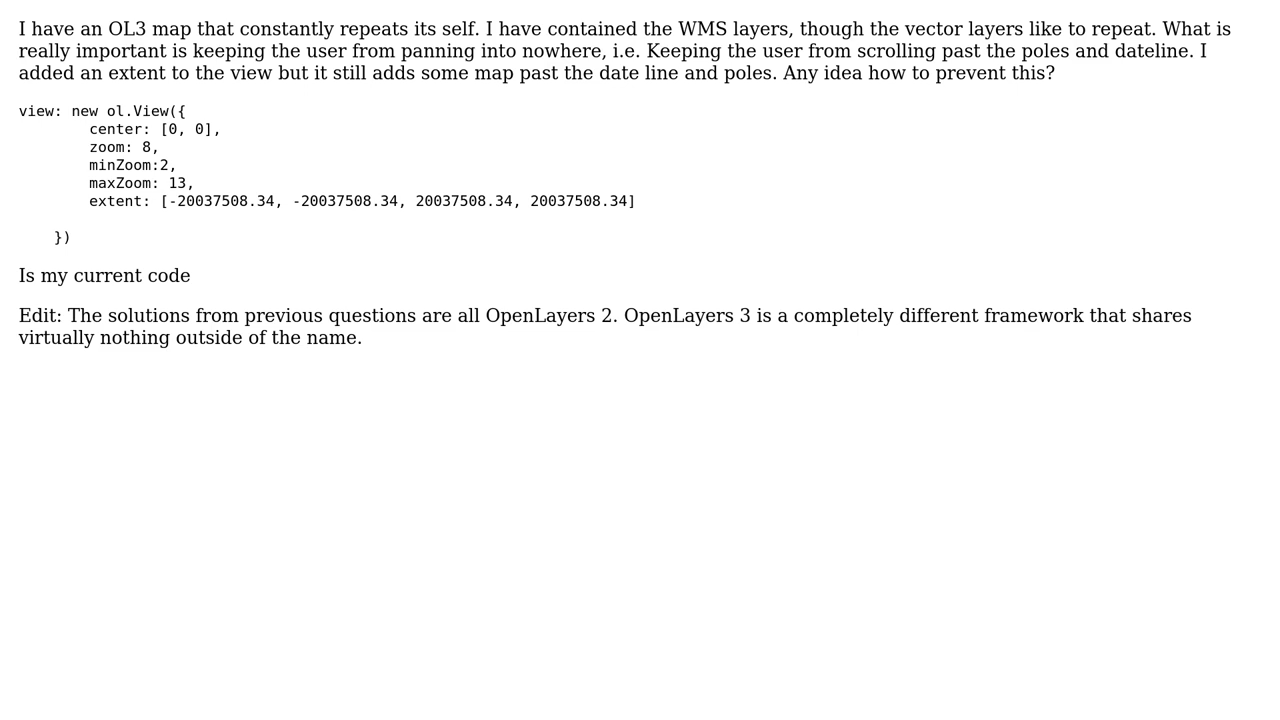 I have an OL3 map that constantly repeats its self. I have contained the WMS layers, though the vector layers like to repeat. What is
really important is keeping the user from panning into nowhere, i.e. Keeping the user from scrolling past the poles and dateline. I
added an extent to the view but it still adds some map past the date line and poles. Any idea how to prevent this?
view: new ol.View({
        center: [0, 0],
        zoom: 8,
        minZoom:2,
        maxZoom: 13,
        extent: [-20037508.34, -20037508.34, 20037508.34, 20037508.34]
    })
Is my current code
Edit: The solutions from previous questions are all OpenLayers 2. OpenLayers 3 is a completely different framework that shares
virtually nothing outside of the name.